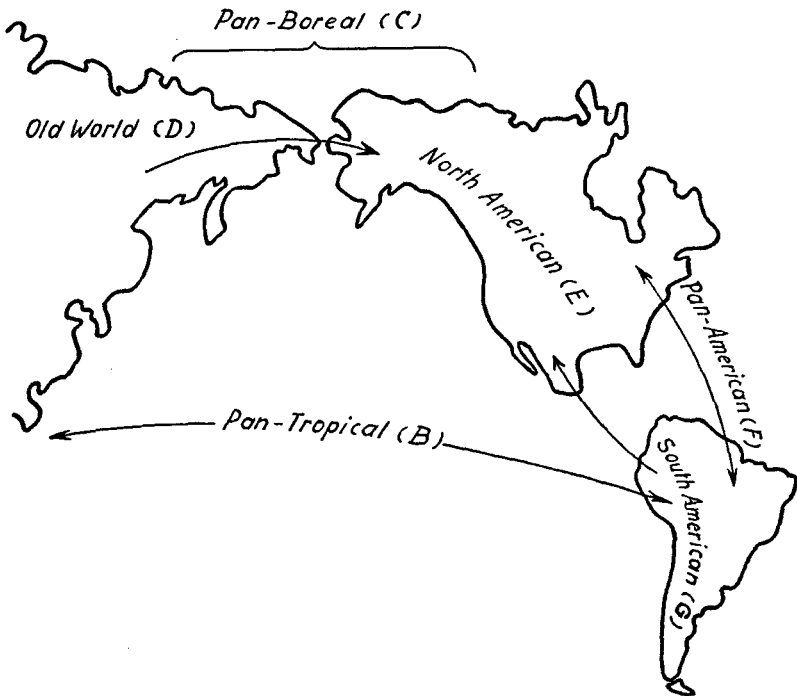 Pan-Boreal (C)
Old World (D)
North American (E)
Pan-American (F)
Pan-Tropical (B)
South American (G)